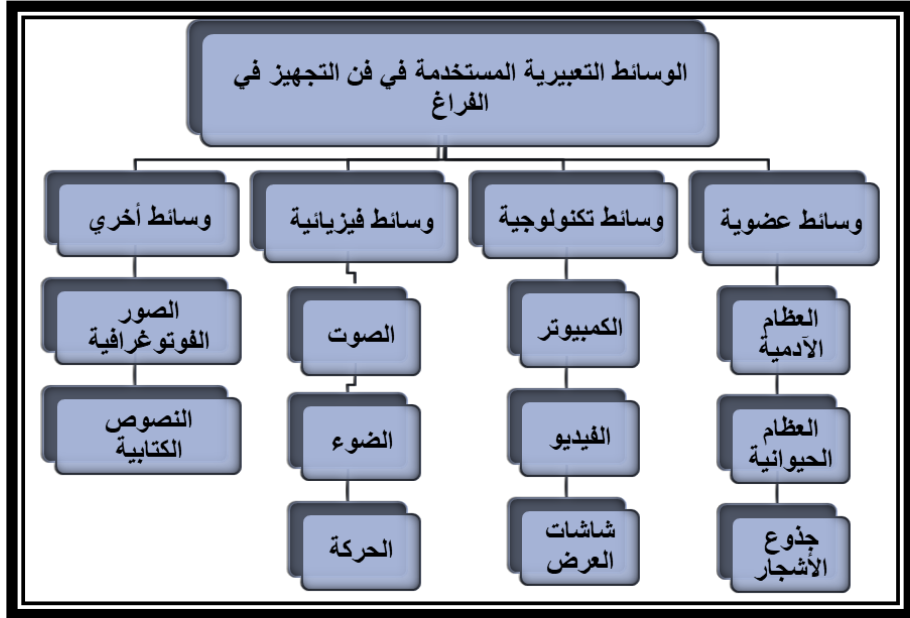 الوسائط التعبيرية المستخدمة في فن التجهيز في
الفراغ
وسائط عضوية
وسائط تكنولوجية
وسائط فيزيائية
وسائط أخري
العظام
الآدمية
العظام
الحيوانية
جذوع
الأشجار
الكمبيوتر
الفيديو
شاشات
العرض
الصوت
الضوء
الحركة
الصور
الفوتوغرافية
النصوص
الكتابية